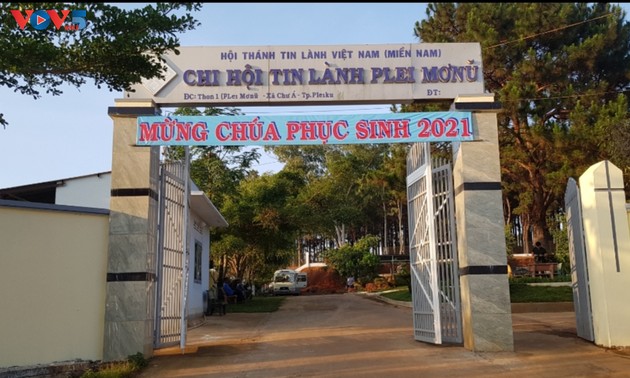 VOV5
HỘI THÁNH TIN LÀNH VIỆT NAM (MIỀN NAM)
CHI HỘI TIN LÀNH PLEI MƠNÚ
ĐC: Thôn 1 (PLei Mơnú - Xã Chư Á - Tp.Pleiku ĐT:
MỪNG CHÚA PHỤC SINH 2021